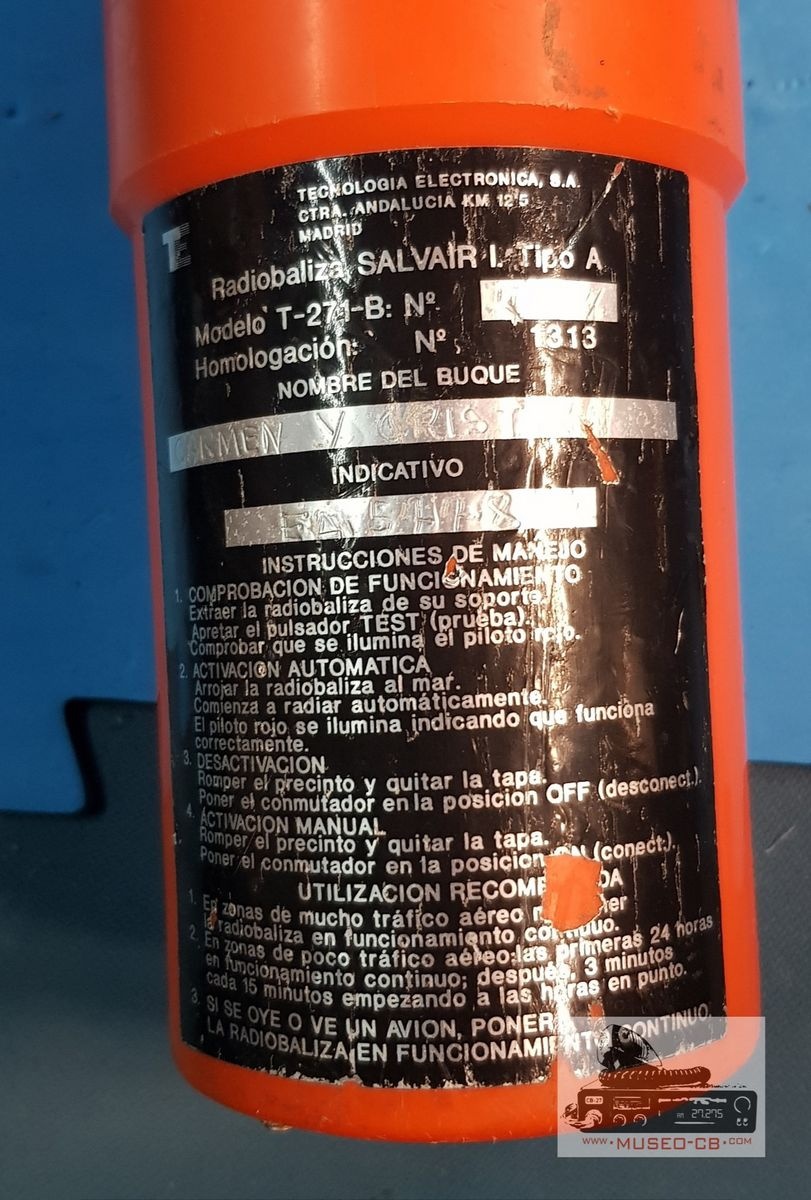 TE
TECNOLOGIA ELECTRONICA, S.A.
CTRA. ANDALUCIA KM 12'5
MADRID
Radiobaliza SALVAIR I. Tipo A
Modelo T-271-B: Nº
Homologación: Nº 1313
NOMBRE DEL BUQUE
CARMEN Y
INDICATIVO
INSTRUCCIONES DE MANEJO
1. COMPROBACION DE FUNCIONAMIENTO
Extraer la radiobaliza de su soporte.
Apretar el pulsador TEST (prueba).
Comprobar que se ilumina el piloto rojo.
2. ACTIVACION AUTOMATICA
Arrojar la radiobaliza al mar.
Comienza a radiar automáticamente.
El piloto rojo se ilumina indicando que funciona
correctamente.
3. DESACTIVACION
Romper el precinto y quitar la tapa.
Poner el conmutador en la posición OFF (desconect.).
4. ACTIVACION MANUAL
Romper el precinto y quitar la tapa.
Poner el conmutador en la posición ON (conect.).
UTILIZACION
1. En zonas de mucho tráfico aéreo
la radiobaliza en funcionamiento continuo.
2. En zonas de poco tráfico aéreo: las primeras 24 horas
en funcionamiento continuo; después, 3 minutos
cada 15 minutos empezando a las horas en punto.
3. SI SE OYE O VE UN AVION, PONER
LA RADIOBALIZA EN FUNCIONAMIENTO CONTINUO.
CB-27
AM 27.275
WWW.MUSEO-CB.COM